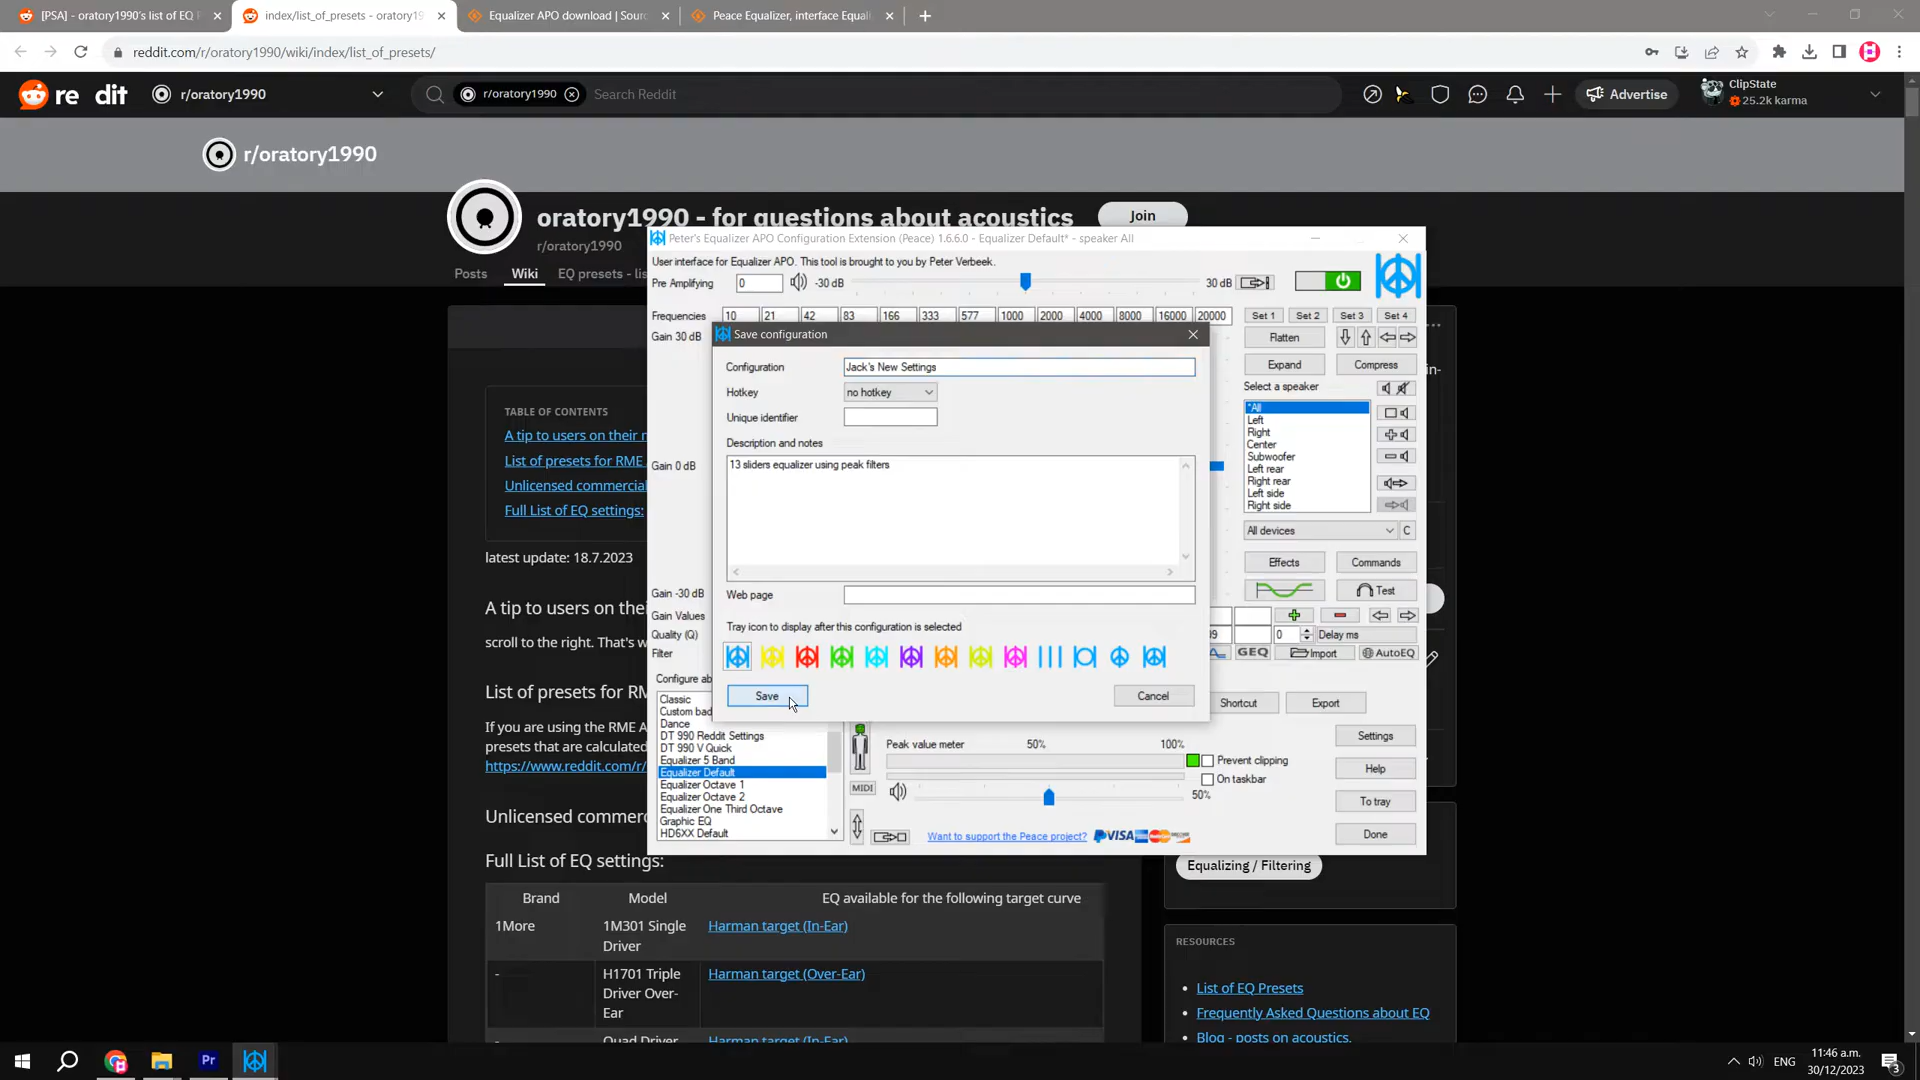 [PSA] - oratory1990's list of EQ
index/list_of_presets - oratory19
Equalizer APO download | Sourc
Peace Equalizer, interface Equali
reddit.com/r/oratory1990/wiki/index/list_of_presets/
re dit
r/oratory1990
r/oratory1990
Search Reddit
Advertise
ClipState
25.2k karma
r/oratory1990
oratory1990 - for questions about acoustics
Join
r/oratory1990
Posts
Wiki
EQ presets - lis
TABLE OF CONTENTS
A tip to users on their n
List of presets for RME
Unlicensed commercial
Full List of EQ settings:
latest update: 18.7.2023
A tip to users on thei
scroll to the right. That's w
List of presets for RM
If you are using the RME A
presets that are calculated
https://www.reddit.com/r/
Unlicensed commerc
Full List of EQ settings:
Brand
Model
EQ available for the following target curve
1More
1M301 Single Driver
Harman target (In-Ear)
-
H1701 Triple Driver Over-Ear
Harman target (Over-Ear)
Quad Driver
Harman target (In-Ear)
Peter's Equalizer APO Configuration Extension (Peace) 1.6.6.0 - Equalizer Default* - speaker All
User interface for Equalizer APO. This tool is brought to you by Peter Verbeek.
Pre Amplifying
0
-30 dB
30 dB
Frequencies
10
21
42
83
166
333
577
1000
2000
4000
8000
16000
20000
Set 1
Set 2
Set 3
Set 4
Gain 30 dB
Flatten
Expand
Compress
Select a speaker
*All
Left
Right
Center
Subwoofer
Left rear
Right rear
Left side
Right side
All devices
C
Effects
Commands
Test
Gain 0 dB
Gain -30 dB
Gain Values
Quality (Q)
Filter
0
Delay ms
GEQ
Import
AutoEQ
Save configuration
Configuration
Jack's New Settings
Hotkey
no hotkey
Unique identifier
Description and notes
13 sliders equalizer using peak filters
Web page
Tray icon to display after this configuration is selected
Save
Cancel
Configure ab
Classic
Custom bad
Dance
DT 990 Reddit Settings
DT 990 V Quick
Equalizer 5 Band
Equalizer Default
Equalizer Octave 1
Equalizer Octave 2
Equalizer One Third Octave
Graphic EQ
HD6XX Default
Shortcut
Export
MIDI
Peak value meter
50%
100%
Prevent clipping
On taskbar
50%
Settings
Help
To tray
Done
Want to support the Peace project?
PayPal
VISA
Equalizing / Filtering
RESOURCES
List of EQ Presets
Frequently Asked Questions about EQ
Blog - posts on acoustics,
Pr
ENG
11:46 a.m.
30/12/2023
3